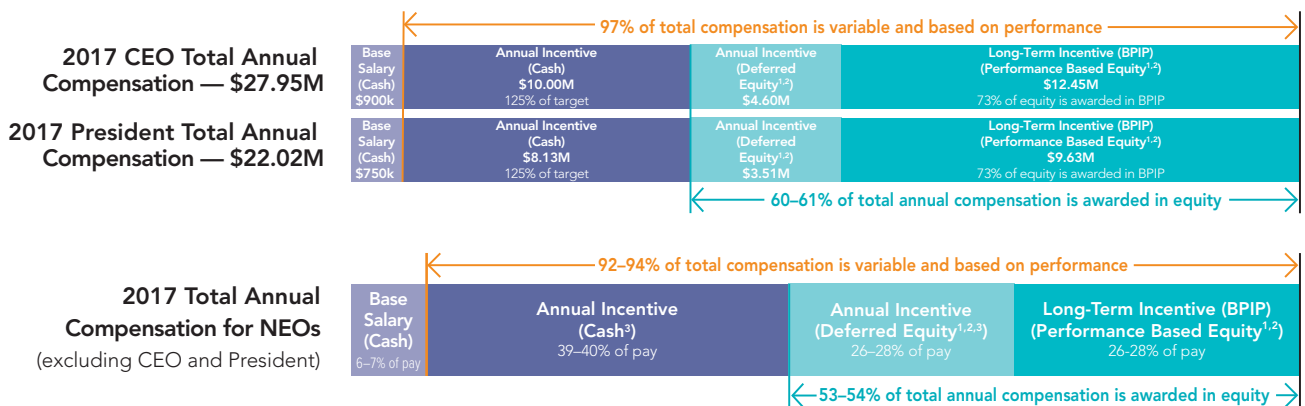 97% of total compensation is variable and based on performance
2017 CEO Total Annual
Compensation — $27.95M
Base
Salary
(Cash)
$900k
Annual Incentive
(Cash)
$10.00M
125% of target
Annual Incentive
(Deferred
Equity1,2)
$4.60M
Long-Term Incentive (BPIP)
(Performance Based Equity1,2)
$12.45M
73% of equity is awarded in BPIP
2017 President Total Annual
Compensation — $22.02M
Base
Salary
(Cash)
$750k
Annual Incentive
(Cash)
$8.13M
125% of target
Annual Incentive
(Deferred
Equity1,2)
$3.51M
Long-Term Incentive (BPIP)
(Performance Based Equity1,2)
$9.63M
73% of equity is awarded in BPIP
60–61% of total annual compensation is awarded in equity
92–94% of total compensation is variable and based on performance
2017 Total Annual
Compensation for NEOs
(excluding CEO and President)
Base
Salary
(Cash)
6–7% of pay
Annual Incentive
(Cash3)
39–40% of pay
Annual Incentive
(Deferred Equity1,2,3)
26–28% of pay
Long-Term Incentive (BPIP)
(Performance Based Equity1,2)
26-28% of pay
53–54% of total annual compensation is awarded in equity